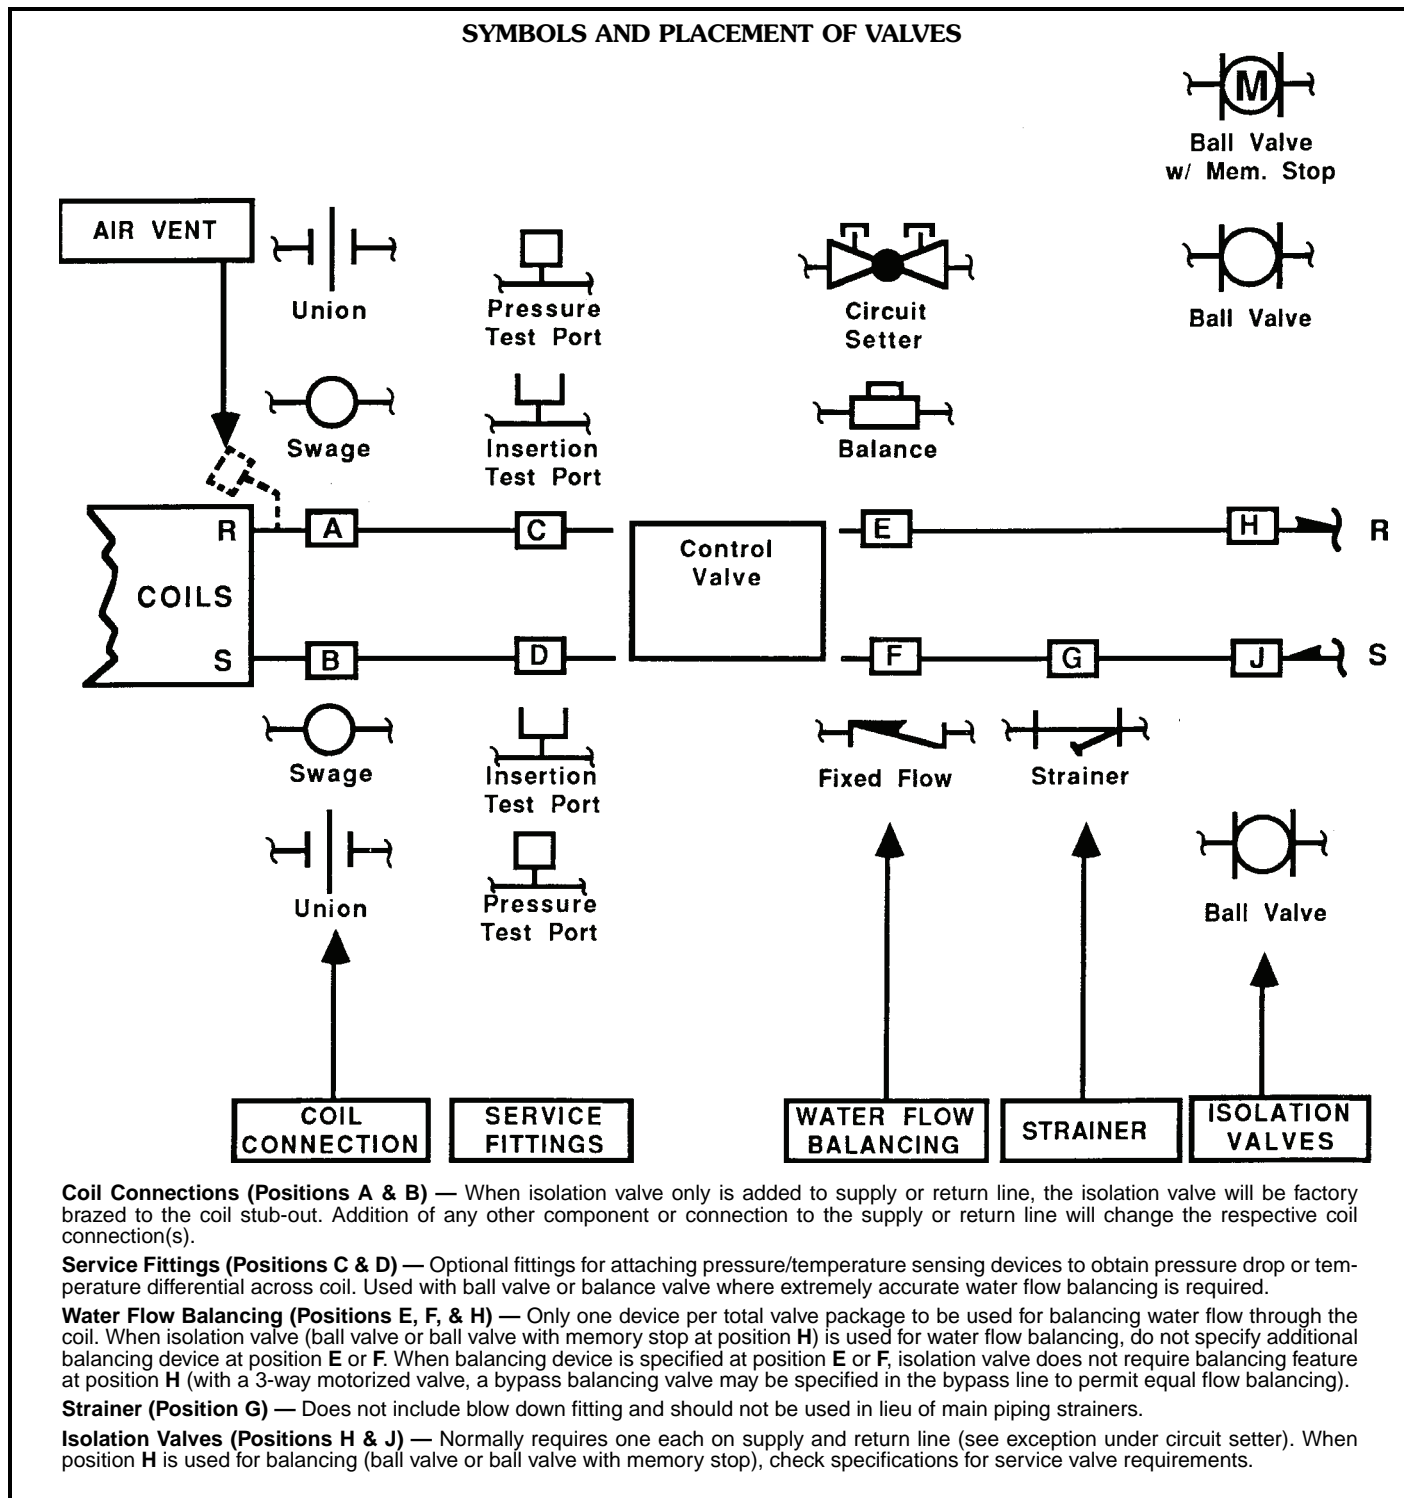 SYMBOLS AND PLACEMENT OF VALVES
M
Ball Valve
w/ Mem. Stop
AIR VENT
Union
Pressure
Test Port
Circuit
Setter
Ball Valve
Swage
Insertion
Test Port
Balance
R
A
C
Control
Valve
E
H
R
COILS
S
B
D
F
G
J
S
Swage
Insertion
Test Port
Fixed Flow
Strainer
Union
Pressure
Test Port
Ball Valve
COIL
CONNECTION
SERVICE
FITTINGS
WATER FLOW
BALANCING
STRAINER
ISOLATION
VALVES
Coil Connections (Positions A & B) — When isolation valve only is added to supply or return line, the isolation valve will be factory
brazed to the coil stub-out. Addition of any other component or connection to the supply or return line will change the respective coil
connection(s).
Service Fittings (Positions C & D) — Optional fittings for attaching pressure/temperature sensing devices to obtain pressure drop or tem-
perature differential across coil. Used with ball valve or balance valve where extremely accurate water flow balancing is required.
Water Flow Balancing (Positions E, F, & H) — Only one device per total valve package to be used for balancing water flow through the
coil. When isolation valve (ball valve or ball valve with memory stop at position H) is used for water flow balancing, do not specify additional
balancing device at position E or F. When balancing device is specified at position E or F, isolation valve does not require balancing feature
at position H (with a 3-way motorized valve, a bypass balancing valve may be specified in the bypass line to permit equal flow balancing).
Strainer (Position G) — Does not include blow down fitting and should not be used in lieu of main piping strainers.
Isolation Valves (Positions H & J) — Normally requires one each on supply and return line (see exception under circuit setter). When
position H is used for balancing (ball valve or ball valve with memory stop), check specifications for service valve requirements.